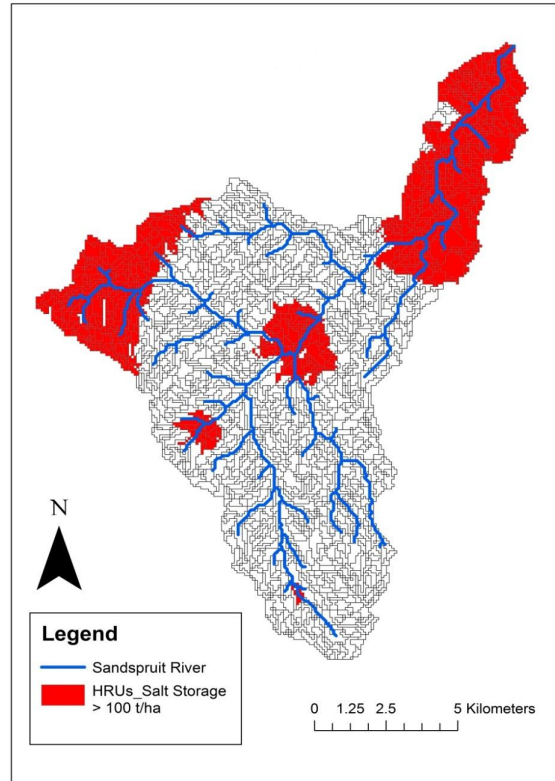 N
Legend
Sandspruit River
HRUs_Salt Storage
> 100 t/ha
0 1.25 2.5 5 Kilometers